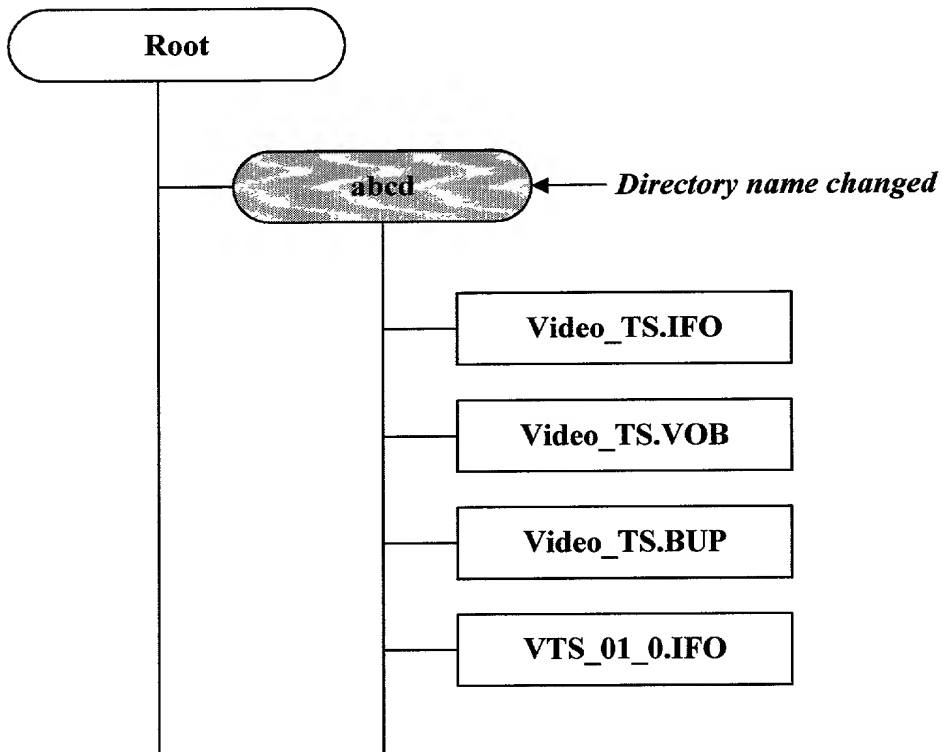 Root
abcd
Directory name changed
Video_TS.IFO
Video_TS.VOB
Video_TS.BUP
VTS_01_0.IFO